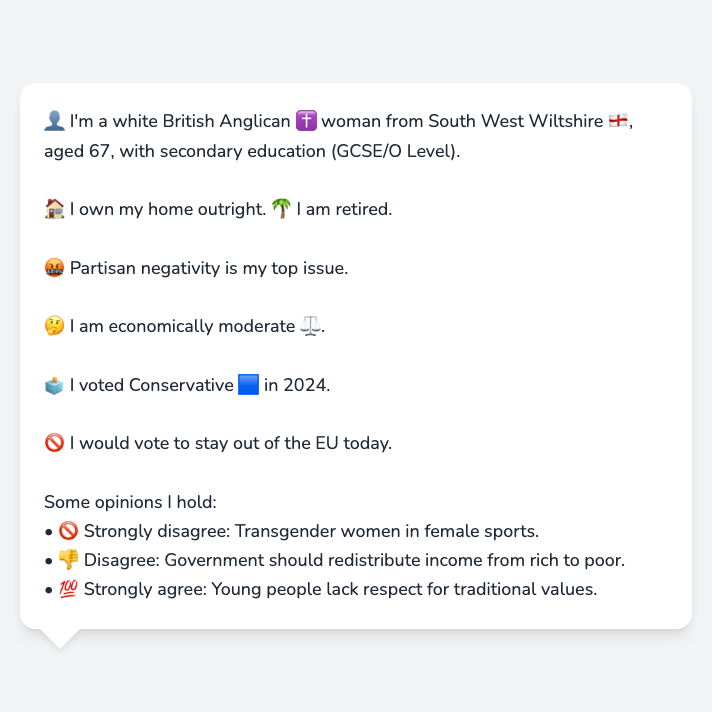 👤 I'm a white British Anglican ✝️ woman from South West Wiltshire 🏴󠁧󠁢󠁥󠁮󠁧󠁿,
aged 67, with secondary education (GCSE/O Level).
🏠 I own my home outright. 🌴 I am retired.
🤬 Partisan negativity is my top issue.
🤔 I am economically moderate ⚖️.
🗳️ I voted Conservative 🟦 in 2024.
🚫 I would vote to stay out of the EU today.
Some opinions I hold:
• 🚫 Strongly disagree: Transgender women in female sports.
• 👎 Disagree: Government should redistribute income from rich to poor.
• 💯 Strongly agree: Young people lack respect for traditional values.